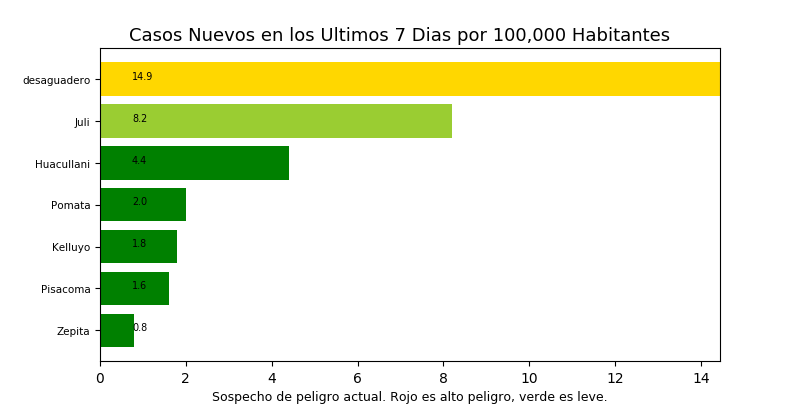 Casos Nuevos en los Ultimos 7 Dias por 100,000 Habitantes
desaguadero 14.9
Juli 8.2
Huacullani 4.4
Pomata 2.0
Kelluyo 1.8
Pisacoma 1.6
Zepita 0.8
0 2 4 6 8 10 12 14
Sospecho de peligro actual. Rojo es alto peligro, verde es leve.